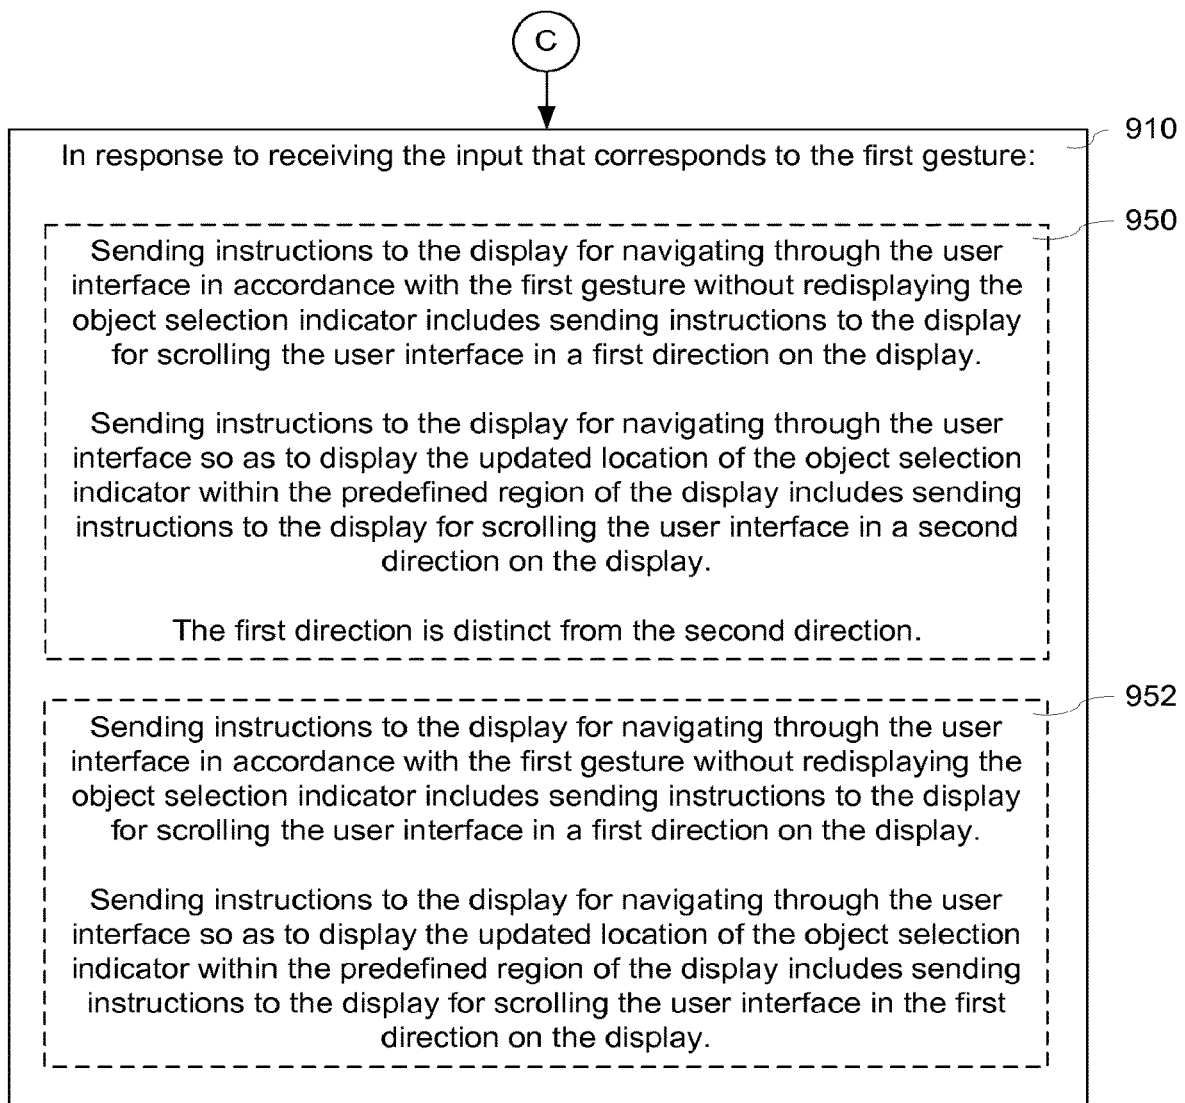 C
910
In response to receiving the input that corresponds to the first gesture:
950
Sending instructions to the display for navigating through the user
interface in accordance with the first gesture without redisplaying the
object selection indicator includes sending instructions to the display
for scrolling the user interface in a first direction on the display.
Sending instructions to the display for navigating through the user
interface so as to display the updated location of the object selection
indicator within the predefined region of the display includes sending
instructions to the display for scrolling the user interface in a second
direction on the display.
The first direction is distinct from the second direction.
952
Sending instructions to the display for navigating through the user
interface in accordance with the first gesture without redisplaying the
object selection indicator includes sending instructions to the display
for scrolling the user interface in a first direction on the display.
Sending instructions to the display for navigating through the user
interface so as to display the updated location of the object selection
indicator within the predefined region of the display includes sending
instructions to the display for scrolling the user interface in the first
direction on the display.